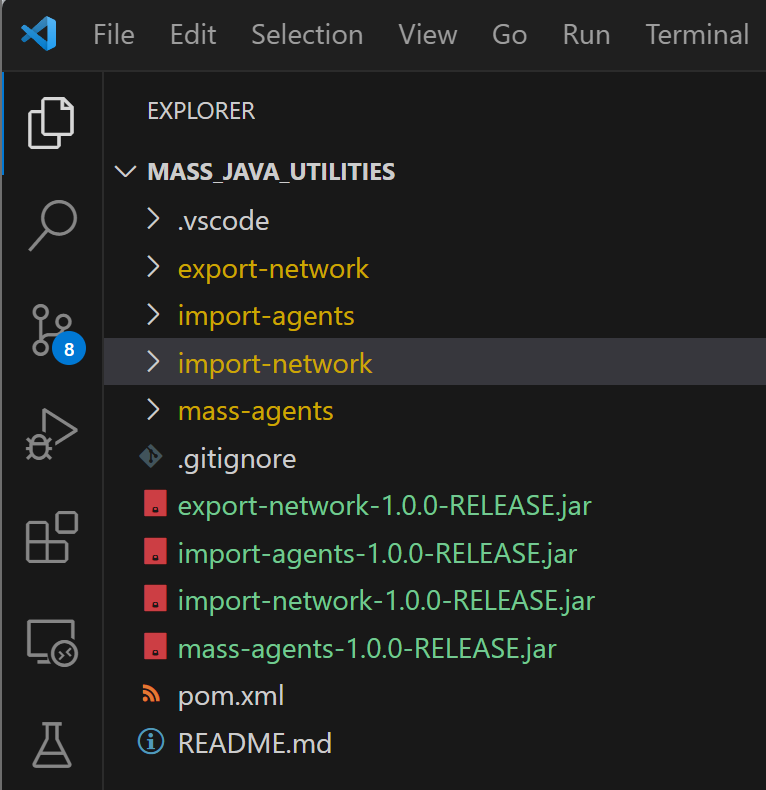 File Edit Selection View Go Run Terminal
EXPLORER
MASS_JAVA_UTILITIES
.vscode
export-network
import-agents
import-network
8
mass-agents
.gitignore
export-network-1.0.0-RELEASE.jar
import-agents-1.0.0-RELEASE.jar
import-network-1.0.0-RELEASE.jar
mass-agents-1.0.0-RELEASE.jar
pom.xml
README.md